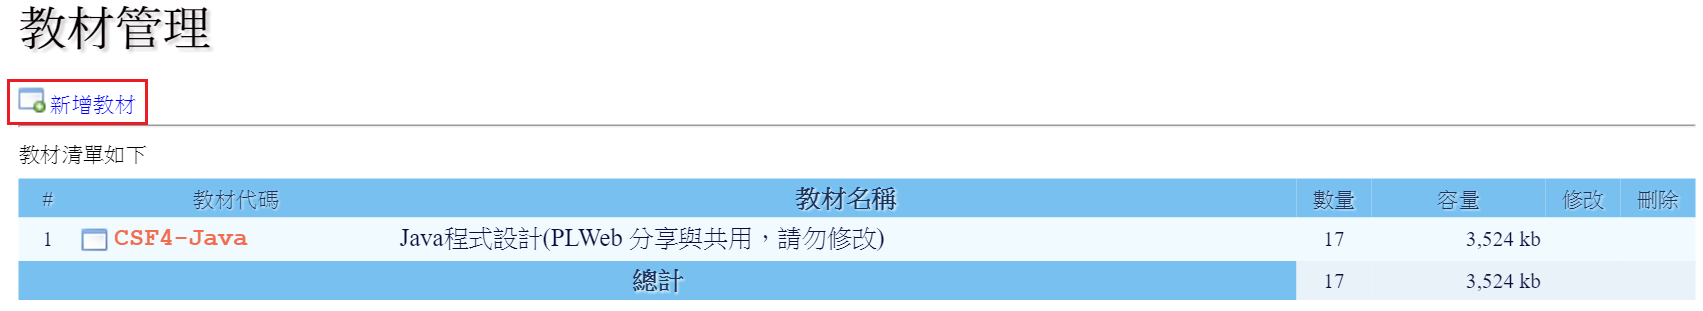 教材管理
新增教材
教材清單如下
# 教材代碼 教材名稱 數量 容量 修改 刪除
1 CSF4-Java Java程式設計(PLWeb 分享與共用，請勿修改) 17 3,524 kb
總計 17 3,524 kb